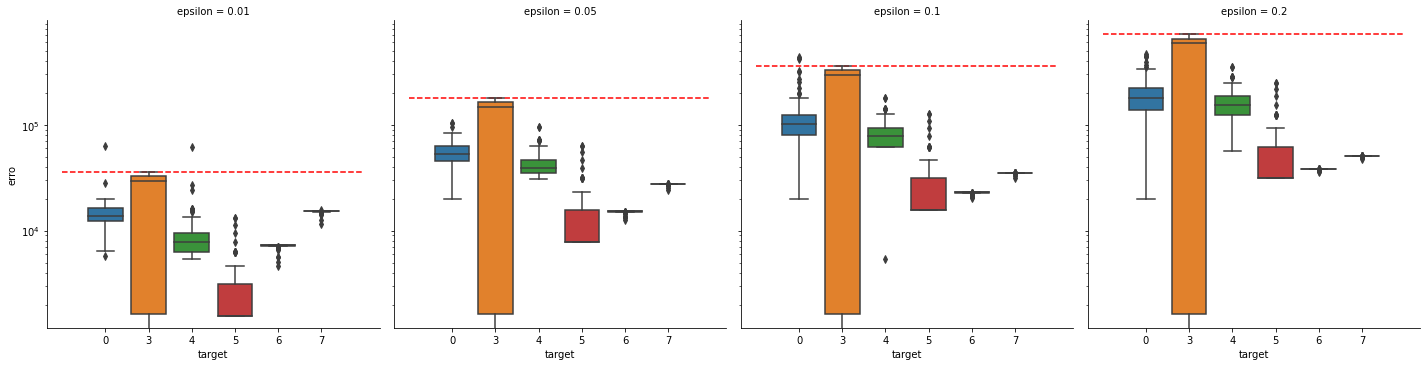 epsilon = 0.01
epsilon = 0.05
epsilon = 0.1
epsilon = 0.2
erro
10^5
10^4
0 3 4 5 6 7
0 3 4 5 6 7
0 3 4 5 6 7
0 3 4 5 6 7
target
target
target
target